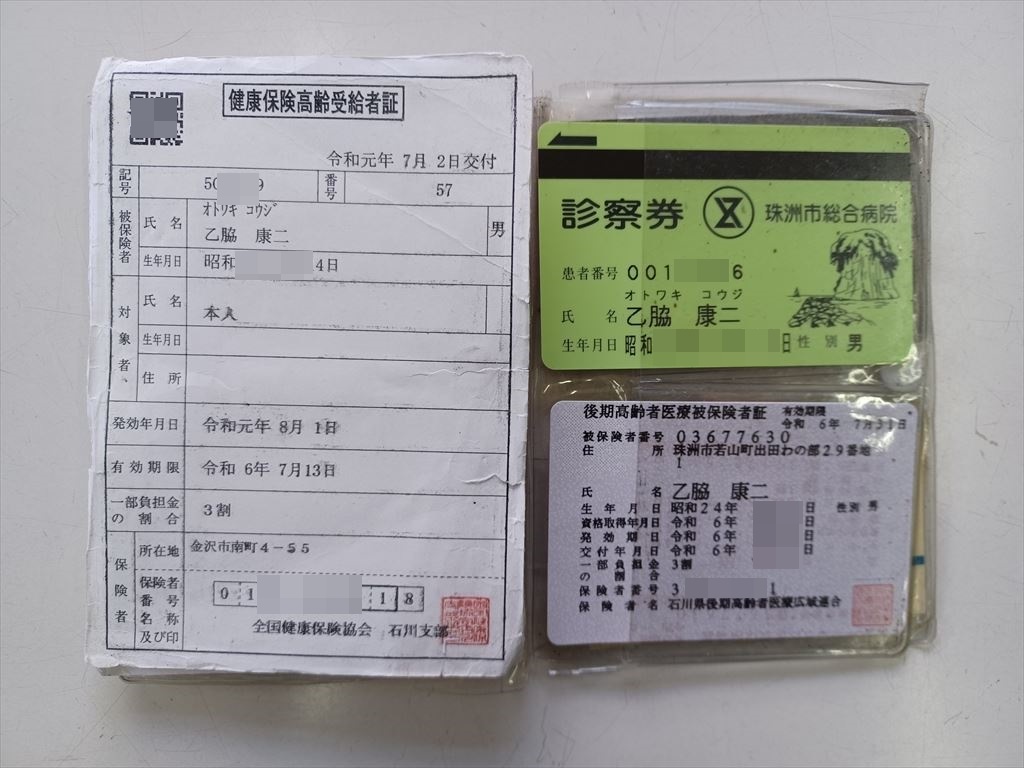 健康保険高齢受給者証
令和元年 7月 2日交付
記号 50 9 番号 57
被保険者
氏名 オトワキ コウジ
乙脇 康二 男
生年月日 昭和 4日
対象者
氏名 本人
生年月日
住所
発効年月日 令和元年 8月 1日
有効期限 令和 6年 7月13日
一部負担金の割合 3割
保険者
所在地 金沢市南町4-55
保険者番号 01 18
名称及び印 全国健康保険協会 石川支部
診察券 珠洲市総合病院
患者番号 001 6
オトワキ コウジ
氏名 乙脇 康二
生年月日 昭和 日 性別 男
後期高齢者医療被保険者証 有効期限
令和 6年 7月31日
被保険者番号 03677630
住所 珠洲市若山町出田わの部29番地
1
氏名 乙脇 康二
生年月日 昭和24年 日 性別 男
資格取得年月日 令和 6年 日
発効期日 令和 6年 日
交付年月日 令和 6年 日
一部負担金の割合 3割
保険者番号 3 1
保険者名 石川県後期高齢者医療広域連合